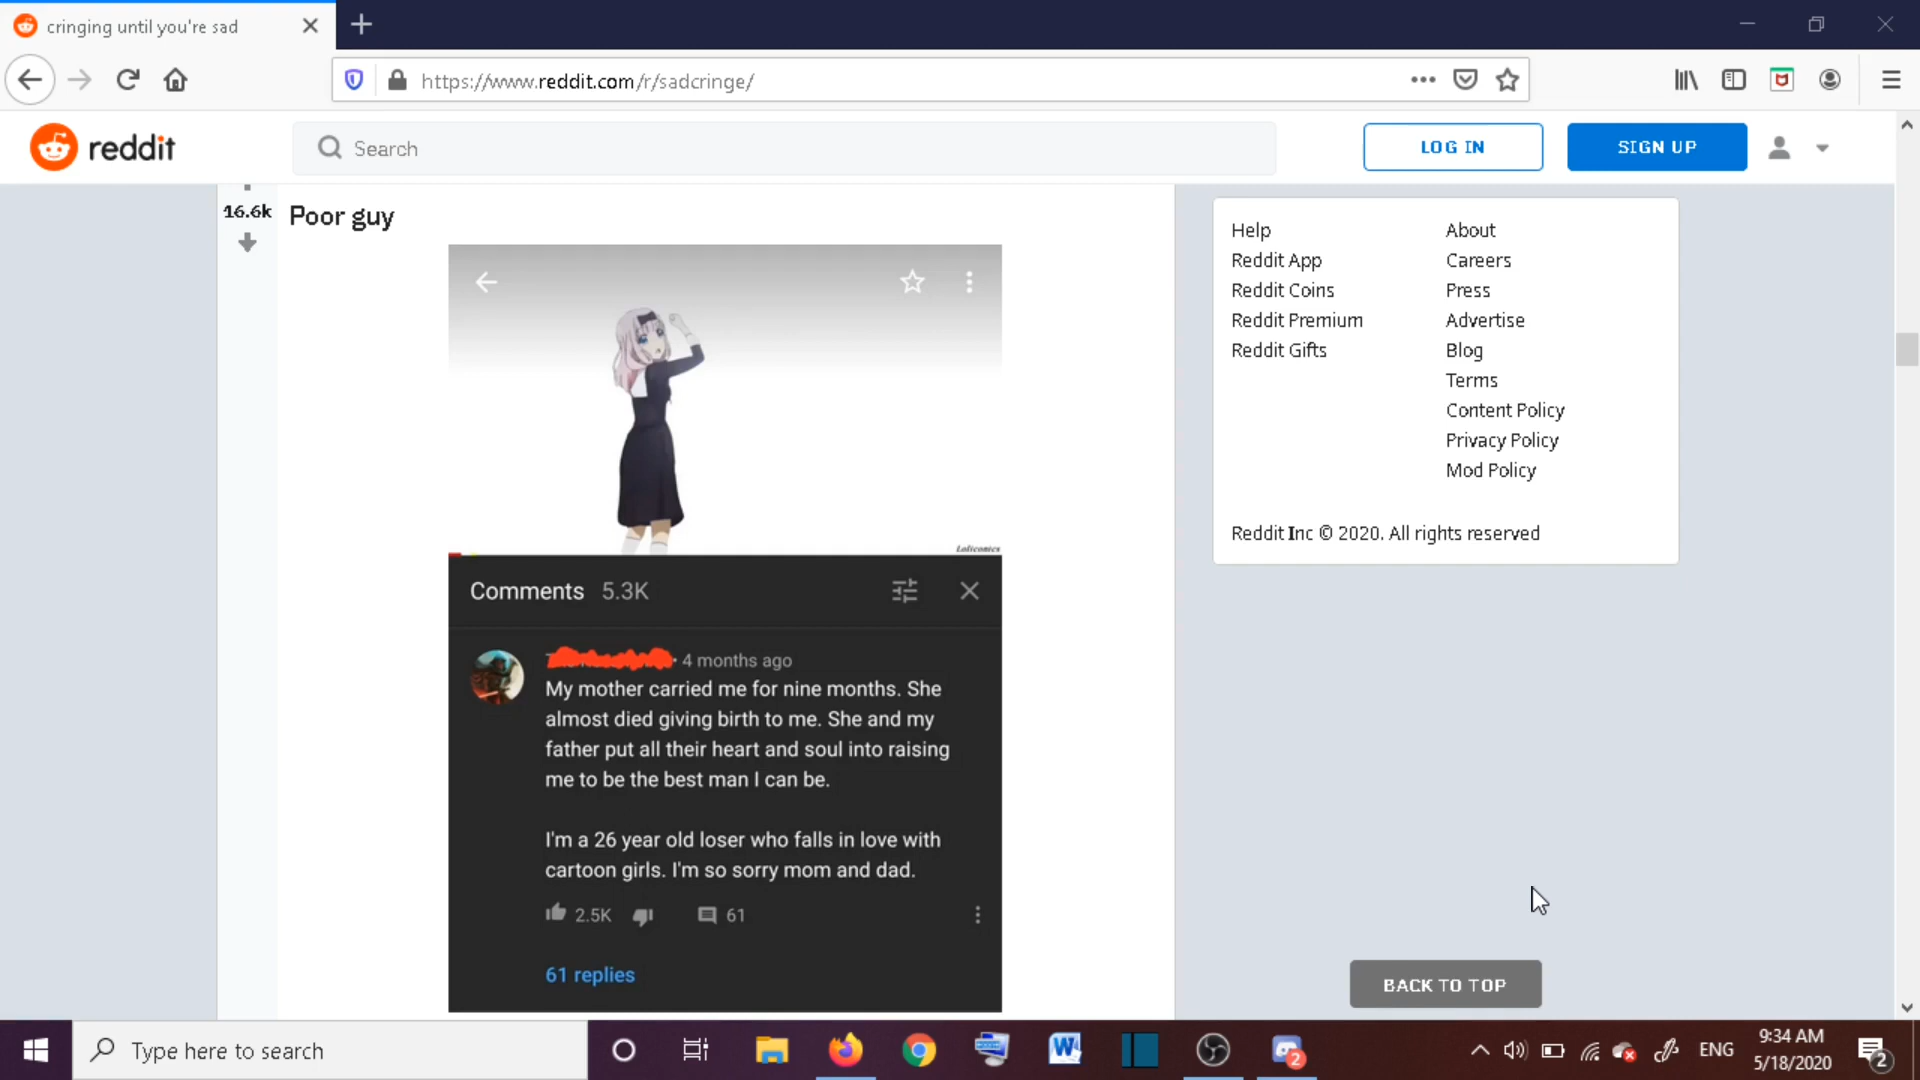 cringing until you're sad
https://www.reddit.com/r/sadcringe/
reddit
Search
LOG IN
SIGN UP
16.6k
Poor guy
Loliconics
Comments 5.3K
4 months ago
My mother carried me for nine months. She
almost died giving birth to me. She and my
father put all their heart and soul into raising
me to be the best man I can be.
I'm a 26 year old loser who falls in love with
cartoon girls. I'm so sorry mom and dad.
2.5K 61
61 replies
Help
Reddit App
Reddit Coins
Reddit Premium
Reddit Gifts
About
Careers
Press
Advertise
Blog
Terms
Content Policy
Privacy Policy
Mod Policy
Reddit Inc © 2020. All rights reserved
BACK TO TOP
Type here to search
W
2
ENG
9:34 AM
5/18/2020
2